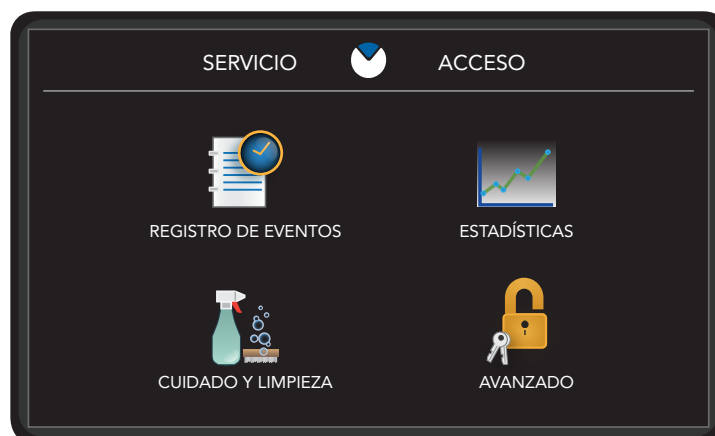 SERVICIO ACCESO
REGISTRO DE EVENTOS
ESTADÍSTICAS
CUIDADO Y LIMPIEZA
AVANZADO